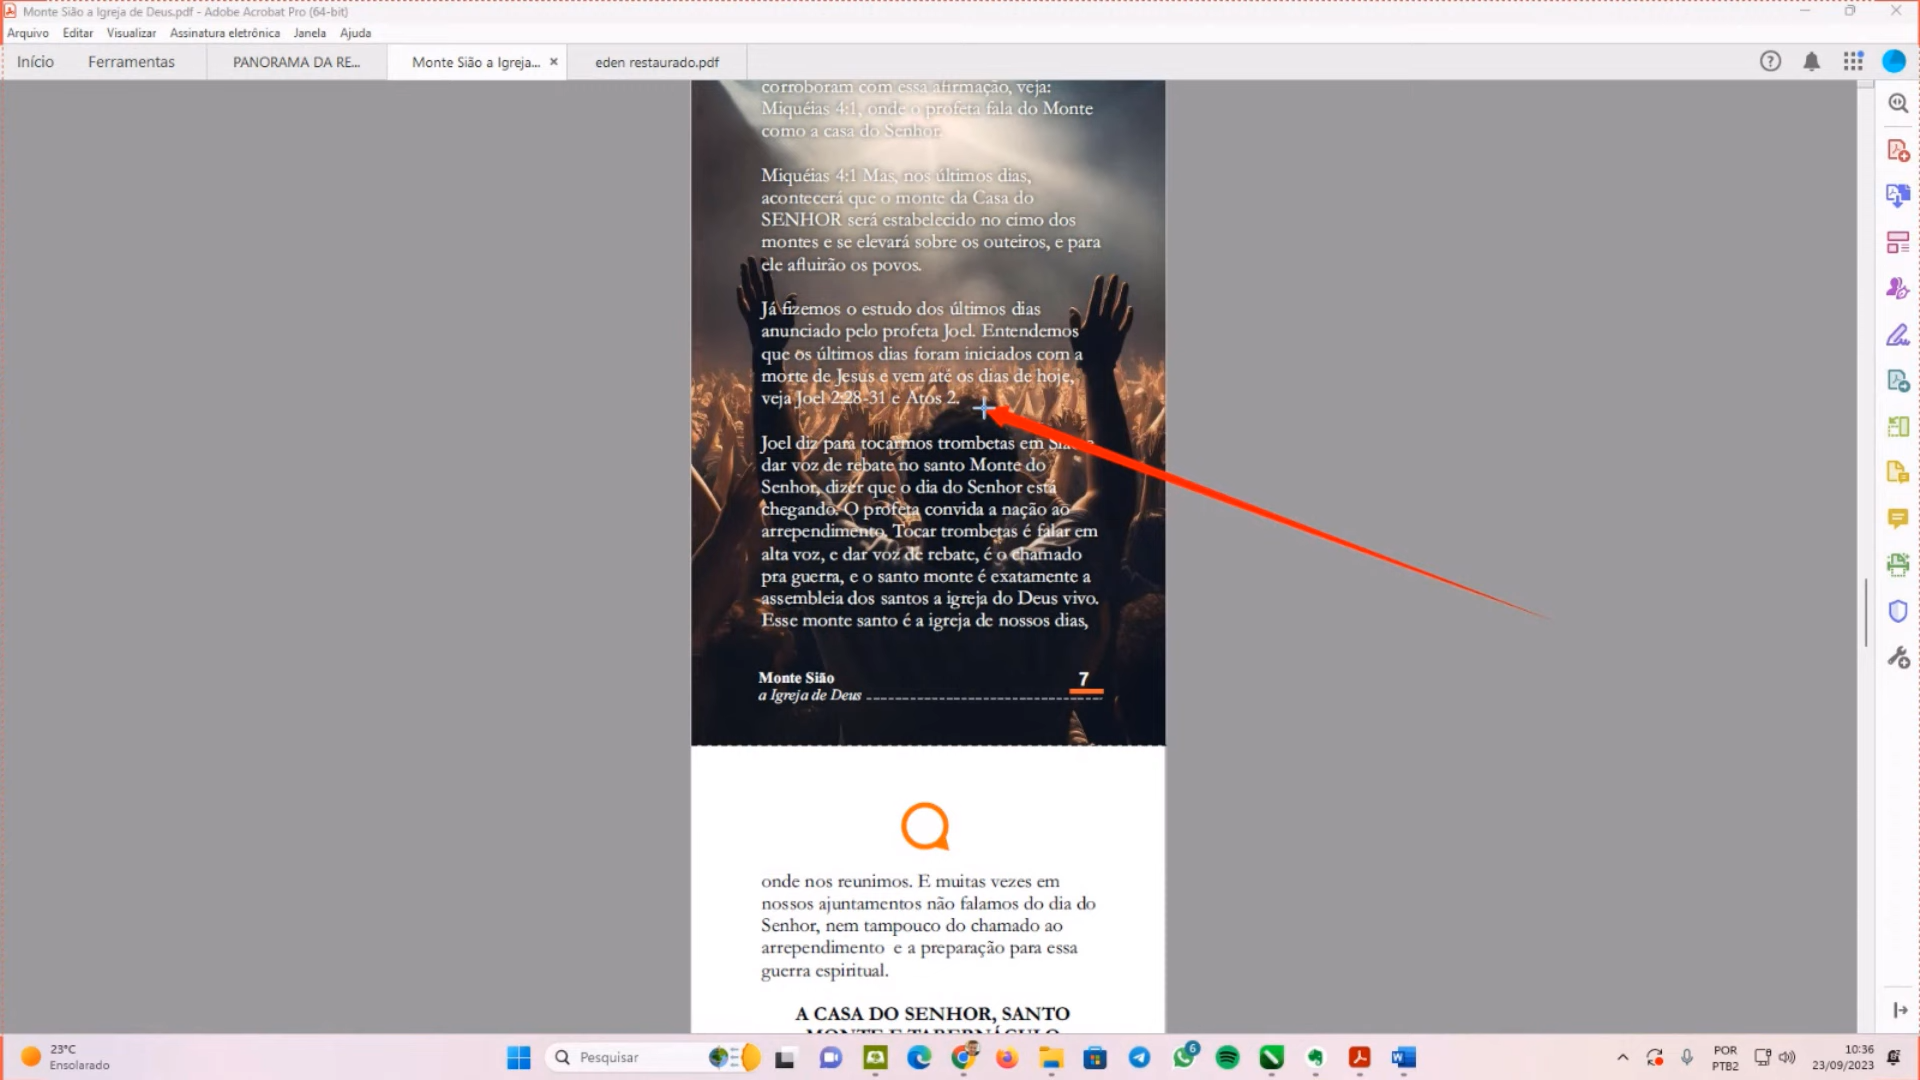 Monte Sião a Igreja de Deus.pdf - Adobe Acrobat Pro (64-bit)
Arquivo Editar Visualizar Assinatura eletrônica Janela Ajuda
Início Ferramentas PANORAMA DA RE... Monte Sião a Igreja... × eden restaurado.pdf
corroboram com essa afirmação, veja:
Miquéias 4:1, onde o profeta fala do Monte
como a casa do Senhor.
Miquéias 4:1 Mas, nos últimos dias,
acontecerá que o monte da Casa do
SENHOR será estabelecido no cimo dos
montes e se elevará sobre os outeiros, e para
ele afluirão os povos.
Já fizemos o estudo dos últimos dias
anunciado pelo profeta Joel. Entendemos
que os últimos dias foram iniciados com a
morte de Jesus e vem até os dias de hoje,
veja Joel 2:28-31 e Atos 2.
Joel diz para tocarmos trombetas em
dar voz de rebate no santo Monte do
Senhor, dizer que o dia do Senhor está
chegando. O profeta convida a nação ao
arrependimento. Tocar trombetas é falar em
alta voz, e dar voz de rebate, é o chamado
pra guerra, e o santo monte é exatamente a
assembleia dos santos a igreja do Deus vivo.
Esse monte santo é a igreja de nossos dias,
Monte Sião
a Igreja de Deus
7
onde nos reunimos. E muitas vezes em
nossos ajuntamentos não falamos do dia do
Senhor, nem tampouco do chamado ao
arrependimento e a preparação para essa
guerra espiritual.
A CASA DO SENHOR, SANTO
MONTE E TABERNÁCULO
23°C
Ensolarado
Pesquisar
6
POR
PTB2
10:36
23/09/2023